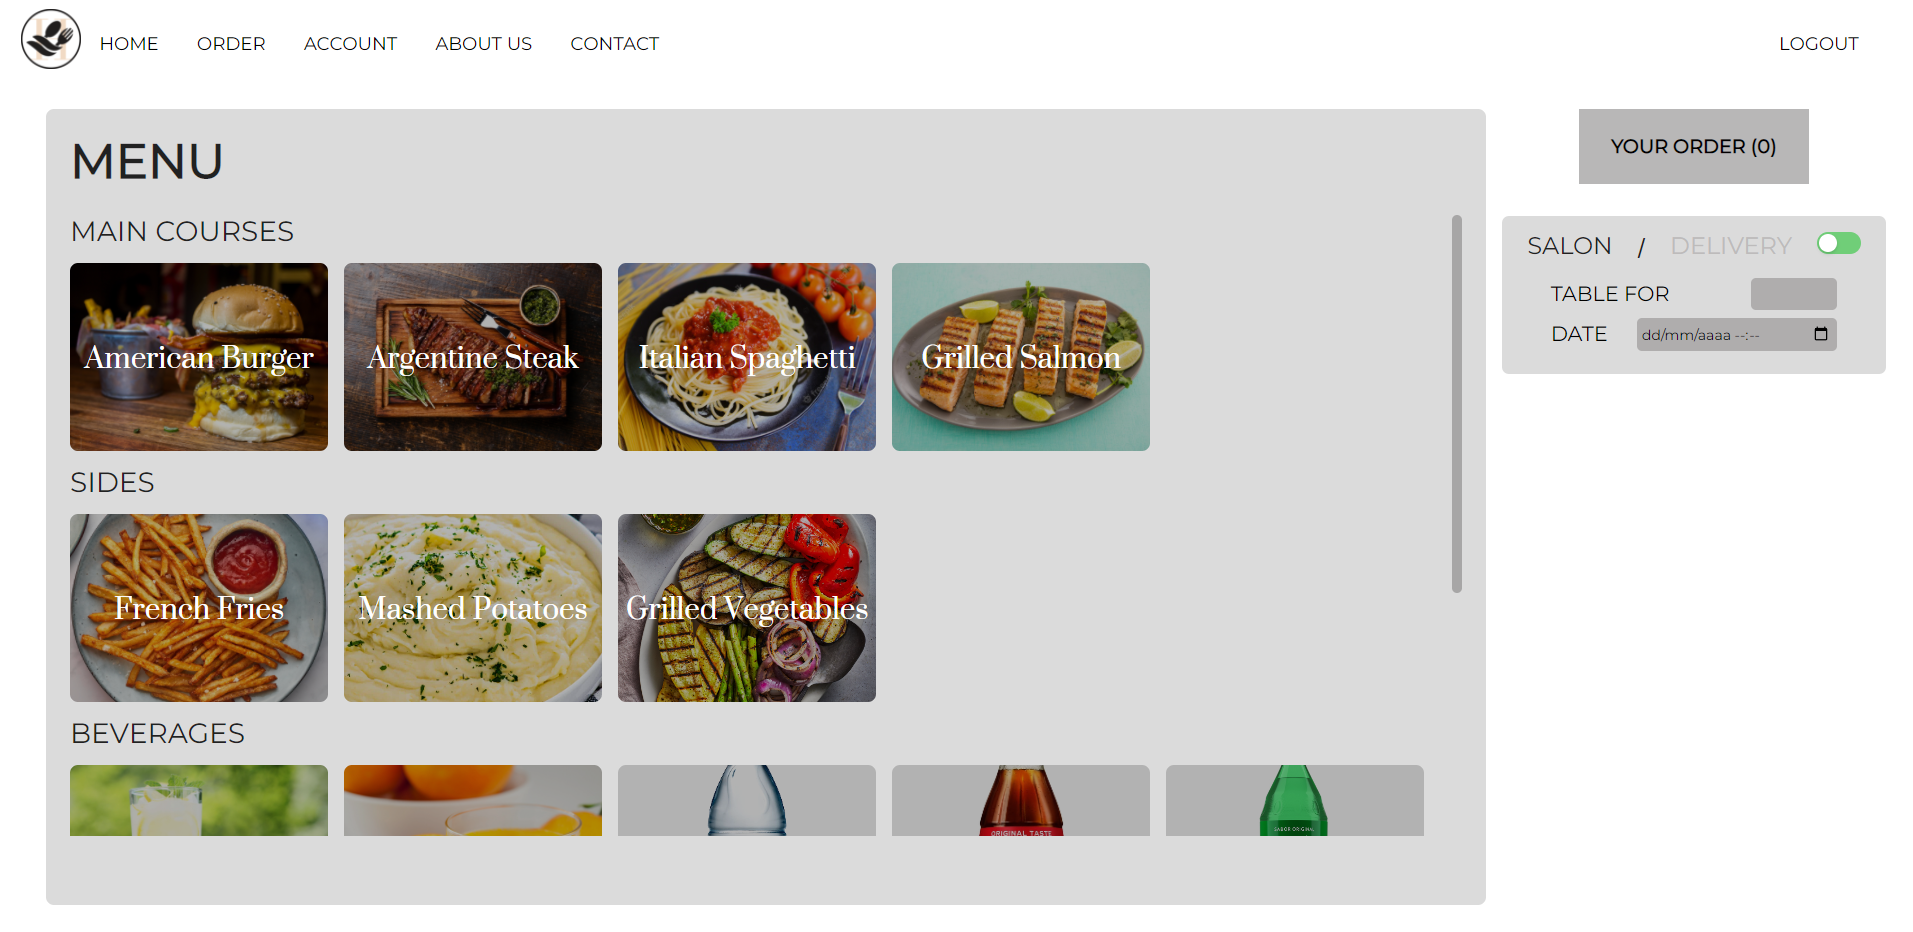 HOME ORDER ACCOUNT ABOUT US CONTACT LOGOUT
MENU
YOUR ORDER (0)
MAIN COURSES
SALON / DELIVERY
TABLE FOR
DATE dd/mm/aaaa --:--
American Burger Argentine Steak Italian Spaghetti Grilled Salmon
SIDES
French Fries Mashed Potatoes Grilled Vegetables
BEVERAGES
ORIGINAL TASTE
SABOR ORIGINAL